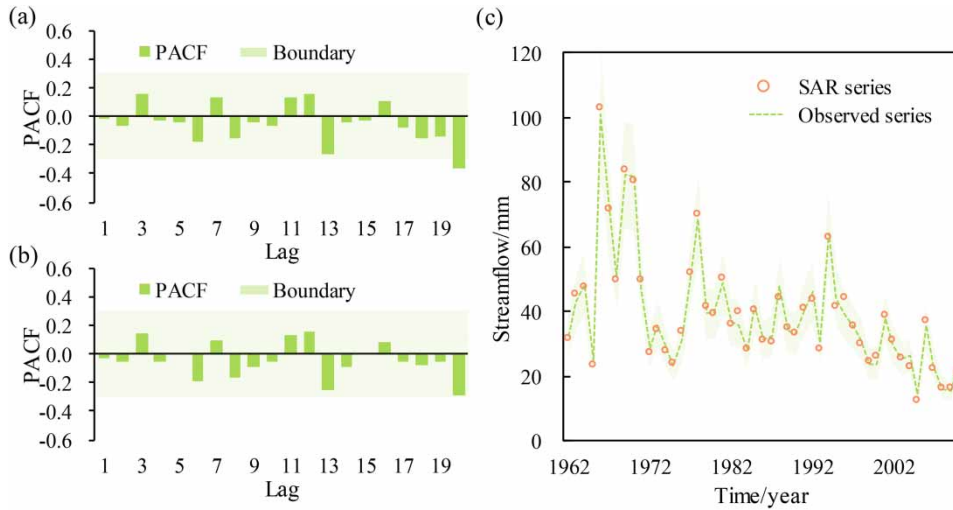 (a)
0.6
0.4
0.2
0.0
-0.2
-0.4
-0.6
PACF
PACF
Boundary
1 3 5 7 9 11 13 15 17 19
Lag
(b)
0.6
0.4
0.2
0.0
-0.2
-0.4
-0.6
PACF
PACF
Boundary
1 3 5 7 9 11 13 15 17 19
Lag
(c)
120
100
80
60
40
20
0
Streamflow/mm
SAR series
Observed series
1962 1972 1982 1992 2002
Time/year